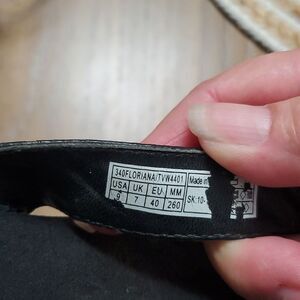 340FLORIANA/TVW4401
USA UK EU MM
9 7 40 260
Made in
SK:10-